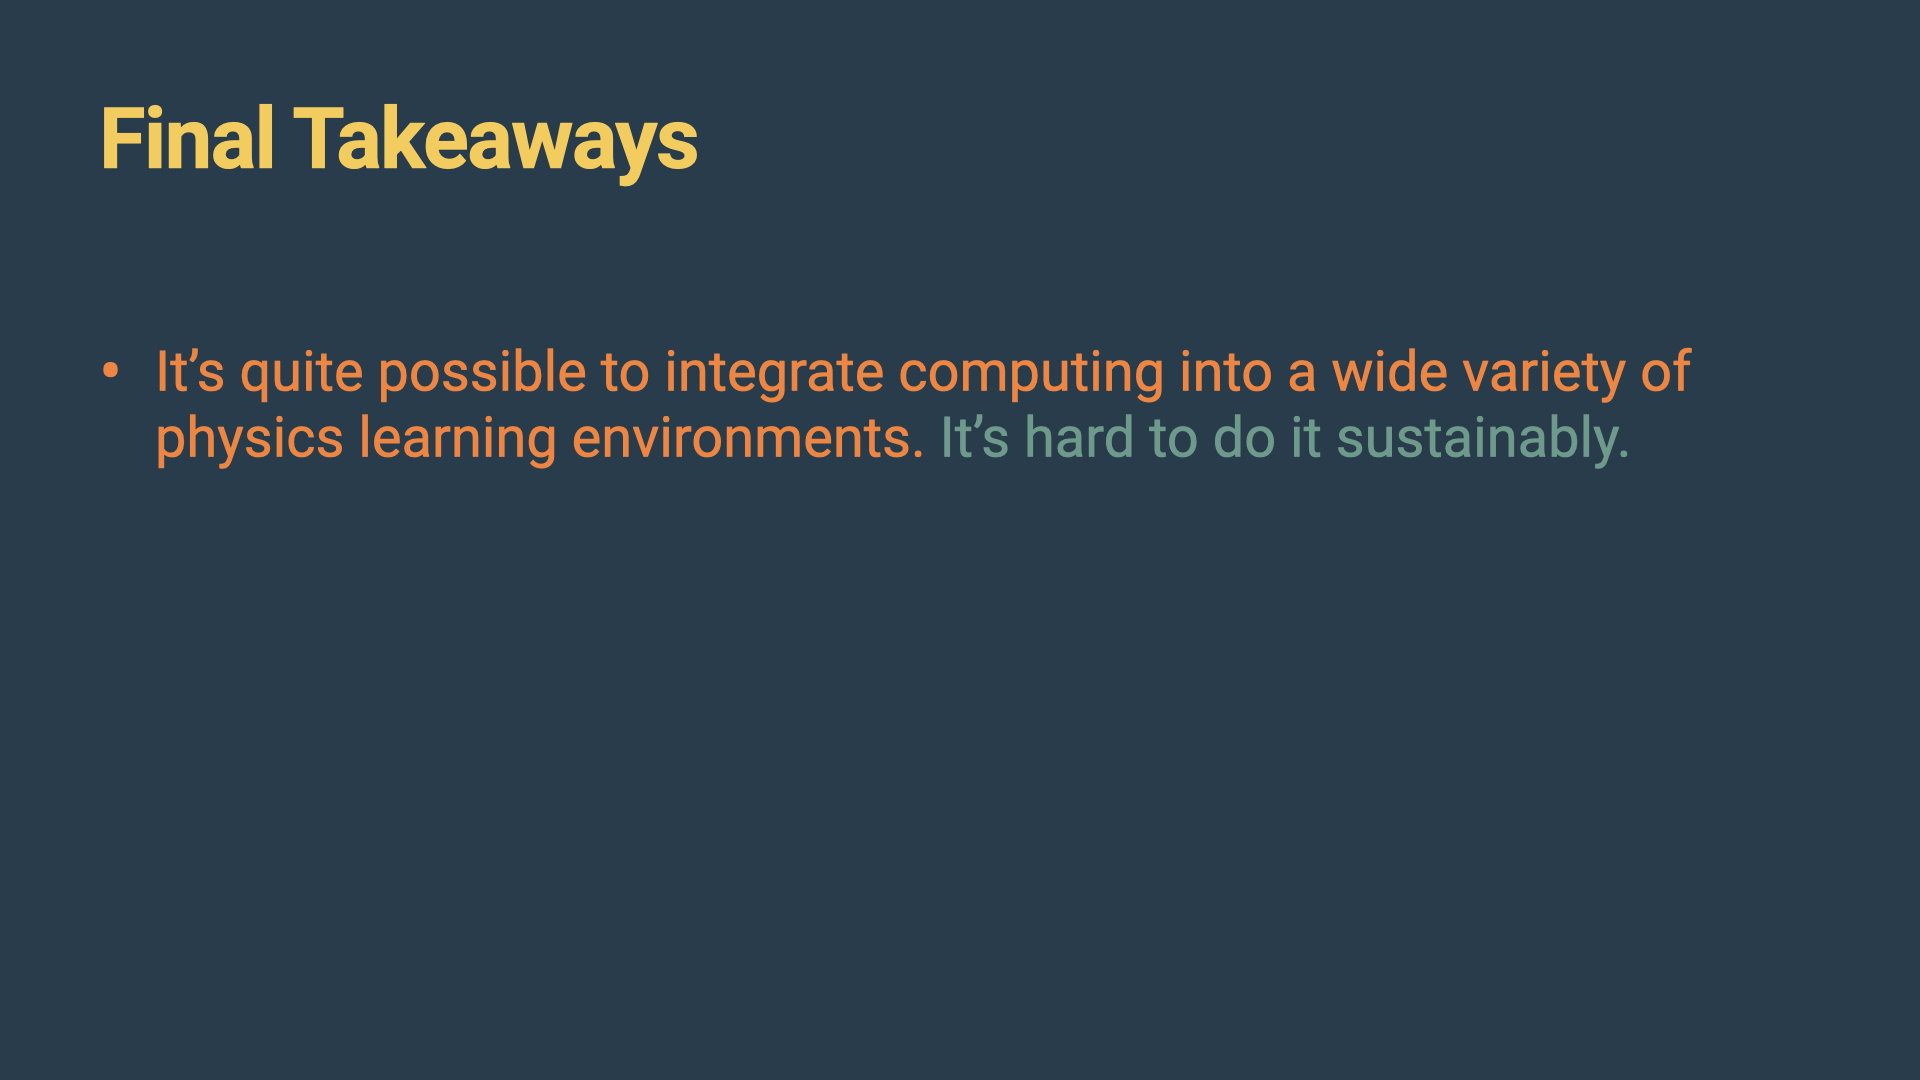 Final Takeaways
• It’s quite possible to integrate computing into a wide variety of
physics learning environments. It’s hard to do it sustainably.